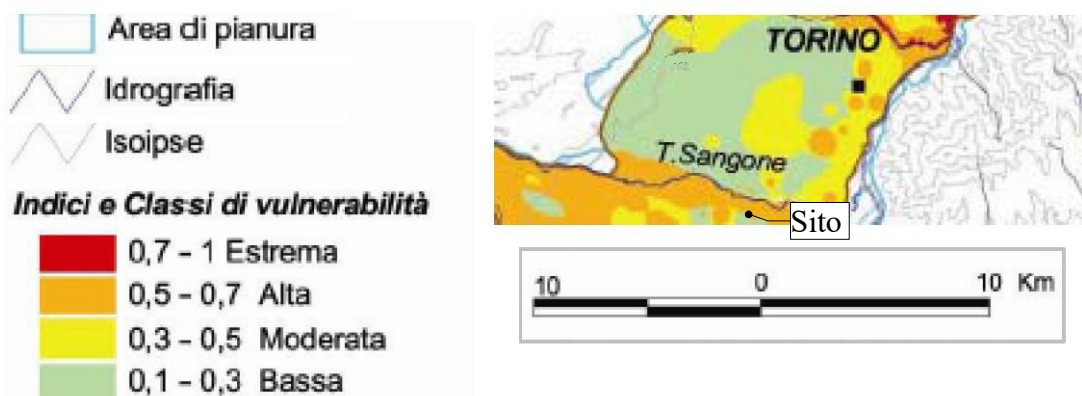 Area di pianura
Idrografia
Isoipse
Indici e Classi di vulnerabilità
0,7 - 1 Estrema
0,5 - 0,7 Alta
0,3 - 0,5 Moderata
0,1 - 0,3 Bassa
TORINO
T.Sangone
Sito
10 0 10 Km